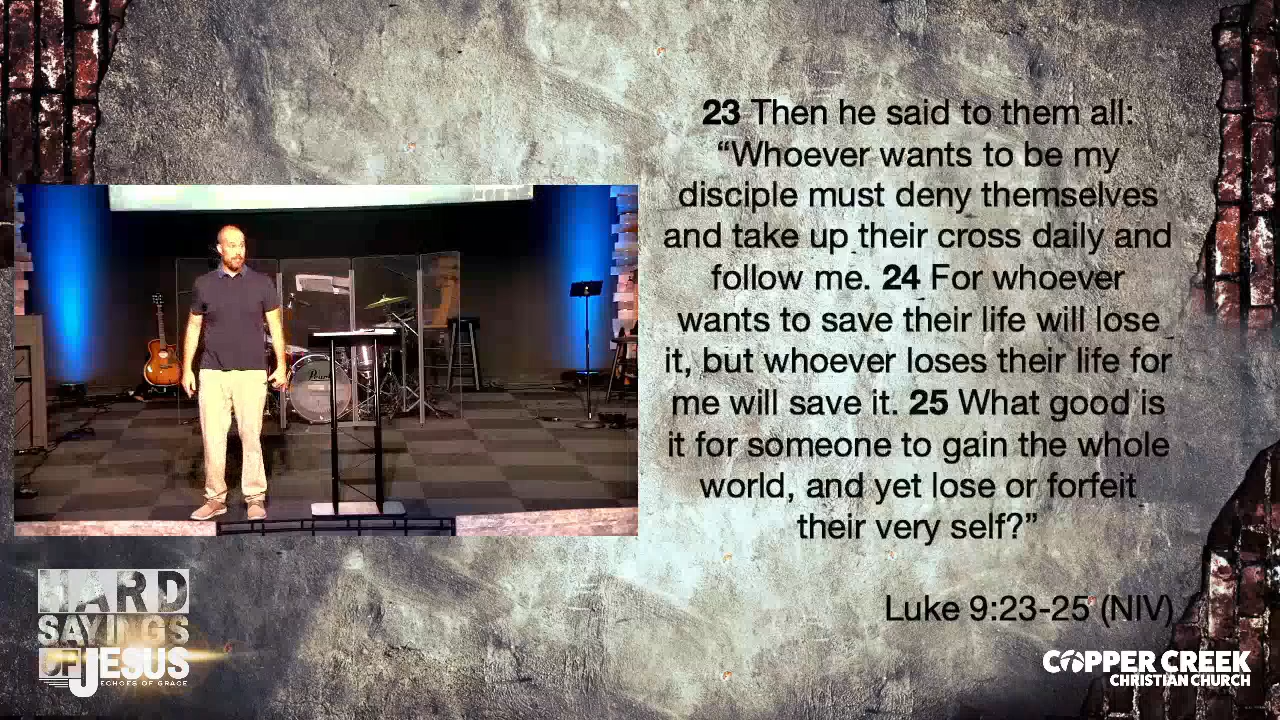 23 Then he said to them all:
“Whoever wants to be my
disciple must deny themselves
and take up their cross daily and
follow me. 24 For whoever
wants to save their life will lose
it, but whoever loses their life for
me will save it. 25 What good is
it for someone to gain the whole
world, and yet lose or forfeit
their very self?”
Luke 9:23-25 (NIV)
Pearl
HARD
SAYINGS
OF JESUS
ECHOES OF GRACE
COPPER CREEK
CHRISTIAN CHURCH